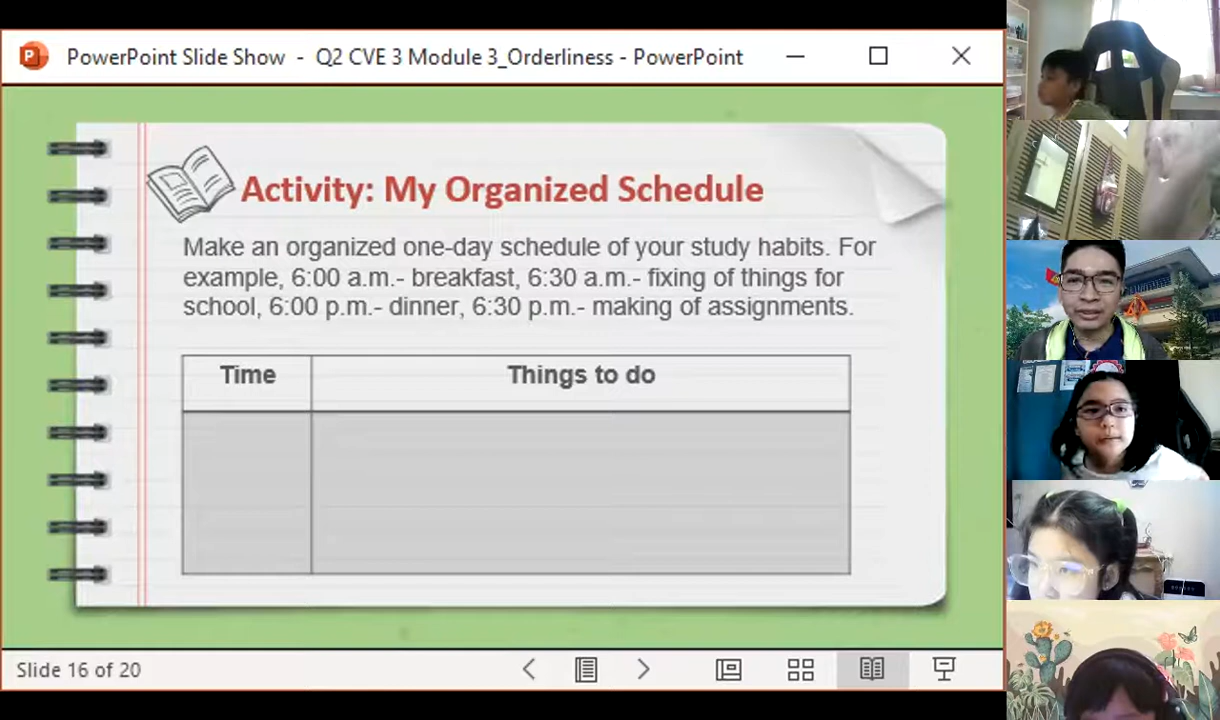 PowerPoint Slide Show - Q2 CVE 3 Module 3_Orderliness - PowerPoint
Activity: My Organized Schedule
Make an organized one-day schedule of your study habits. For
example, 6:00 a.m.- breakfast, 6:30 a.m.- fixing of things for
school, 6:00 p.m.- dinner, 6:30 p.m.- making of assignments.
Time
Things to do
Slide 16 of 20